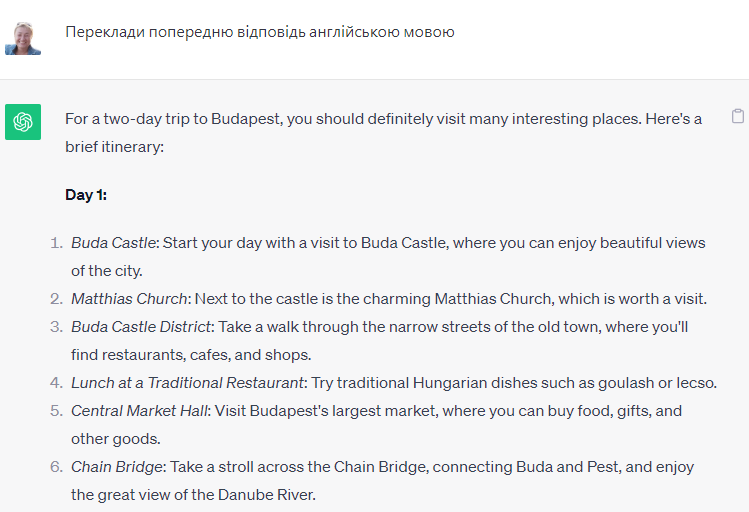 Переклади попередню відповідь англійською мовою
For a two-day trip to Budapest, you should definitely visit many interesting places. Here's a
brief itinerary:
Day 1:
1. Buda Castle: Start your day with a visit to Buda Castle, where you can enjoy beautiful views
of the city.
2. Matthias Church: Next to the castle is the charming Matthias Church, which is worth a visit.
3. Buda Castle District: Take a walk through the narrow streets of the old town, where you'll
find restaurants, cafes, and shops.
4. Lunch at a Traditional Restaurant: Try traditional Hungarian dishes such as goulash or lecso.
5. Central Market Hall: Visit Budapest's largest market, where you can buy food, gifts, and
other goods.
6. Chain Bridge: Take a stroll across the Chain Bridge, connecting Buda and Pest, and enjoy
the great view of the Danube River.